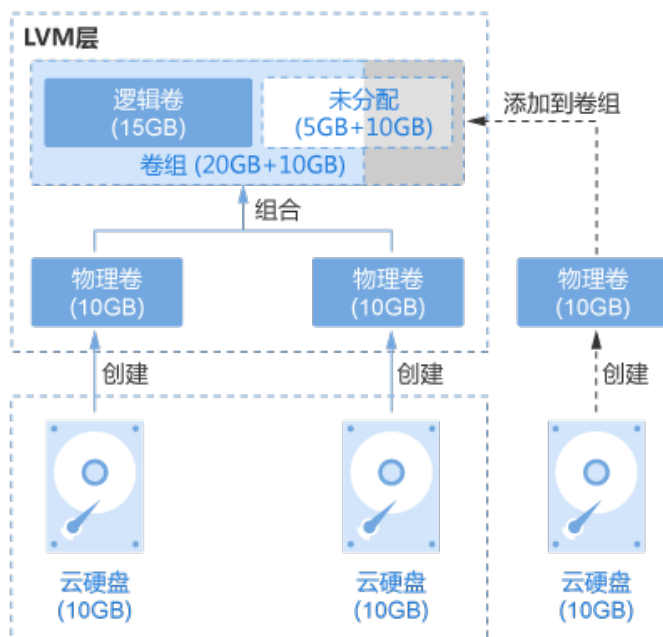 LVM层
逻辑卷
(15GB)
未分配
(5GB+10GB)
添加到卷组
卷组 (20GB+10GB)
组合
物理卷
(10GB)
物理卷
(10GB)
物理卷
(10GB)
创建
创建
创建
云硬盘
(10GB)
云硬盘
(10GB)
云硬盘
(10GB)